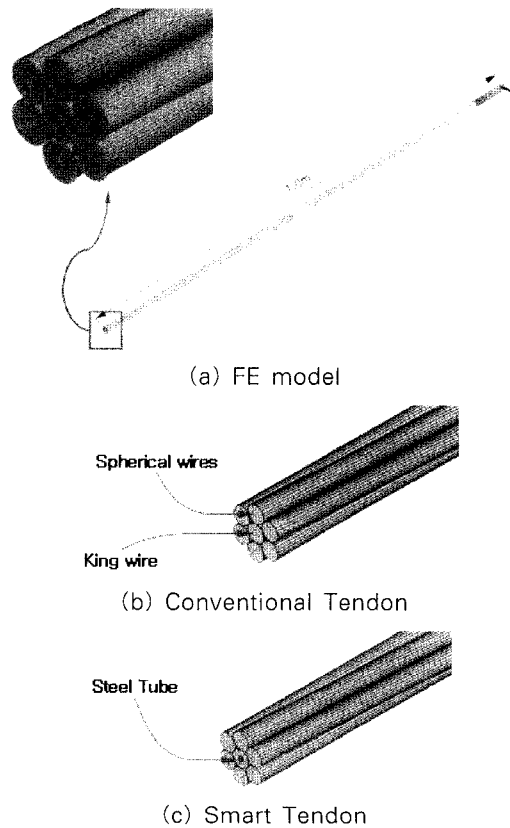 (a) FE model
Spherical wires
King wire
(b) Conventional Tendon
Steel Tube
(c) Smart Tendon